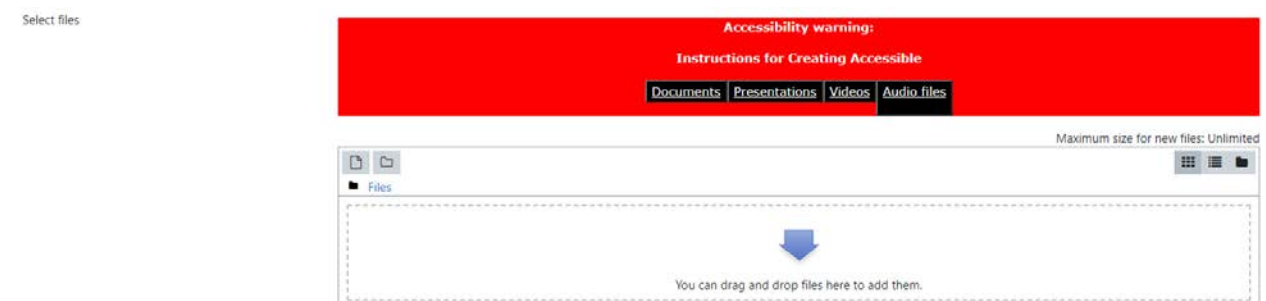 Select files
Accessibility warning:
Instructions for Creating Accessible
Documents Presentations Videos Audio files
Maximum size for new files: Unlimited
Files
You can drag and drop files here to add them.